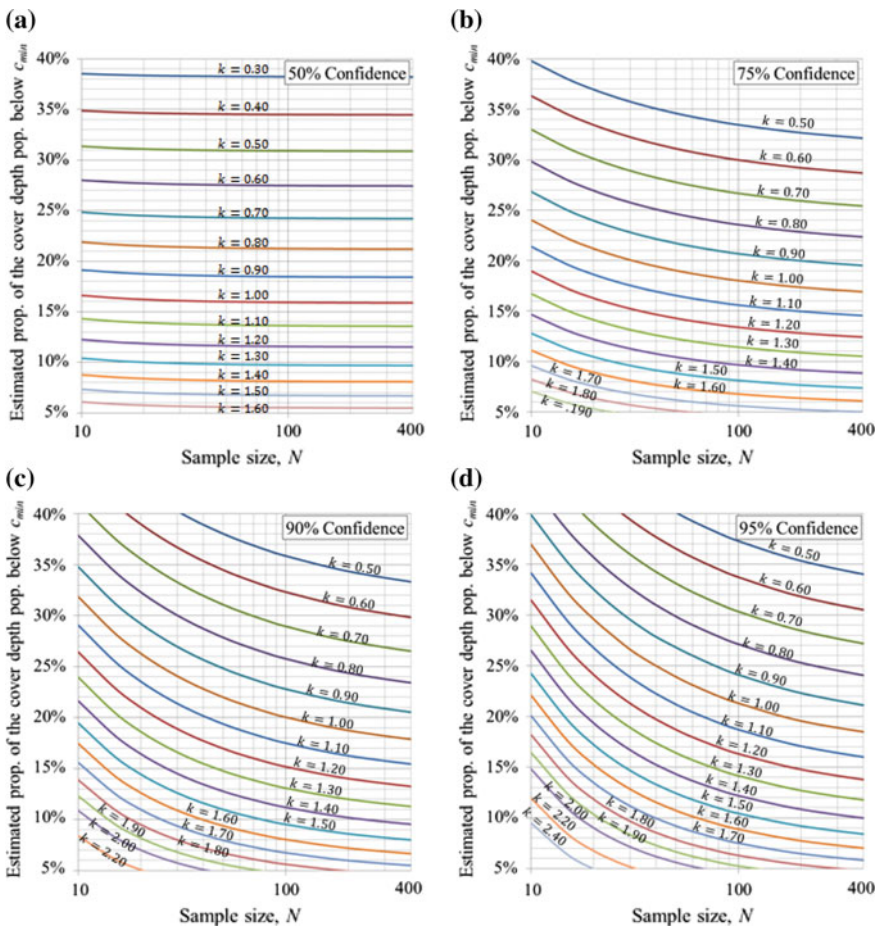 (a)
Estimated prop. of the cover depth pop. below c_min
40%
35%
30%
25%
20%
15%
10%
5%
50% Confidence
k = 0.30
k = 0.40
k = 0.50
k = 0.60
k = 0.70
k = 0.80
k = 0.90
k = 1.00
k = 1.10
k = 1.20
k = 1.30
k = 1.40
k = 1.50
k = 1.60
10
100
400
Sample size, N
(b)
Estimated prop. of the cover depth pop. below c_min
40%
35%
30%
25%
20%
15%
10%
5%
75% Confidence
k = 0.50
k = 0.60
k = 0.70
k = 0.80
k = 0.90
k = 1.00
k = 1.10
k = 1.20
k = 1.30
k = 1.40
k = 1.50
k = 1.60
k = 1.70
k = 1.80
k = .190
10
100
400
Sample size, N
(c)
Estimated prop. of the cover depth pop. below c_min
40%
35%
30%
25%
20%
15%
10%
5%
90% Confidence
k = 0.50
k = 0.60
k = 0.70
k = 0.80
k = 0.90
k = 1.00
k = 1.10
k = 1.20
k = 1.30
k = 1.40
k = 1.50
k = 1.60
k = 1.70
k = 1.80
k = 1.90
k = 2.00
k = 2.20
10
100
400
Sample size, N
(d)
Estimated prop. of the cover depth pop. below c_min
40%
35%
30%
25%
20%
15%
10%
5%
95% Confidence
k = 0.50
k = 0.60
k = 0.70
k = 0.80
k = 0.90
k = 1.00
k = 1.10
k = 1.20
k = 1.30
k = 1.40
k = 1.50
k = 1.60
k = 1.70
k = 1.80
k = 1.90
k = 2.00
k = 2.20
k = 2.40
10
100
400
Sample size, N